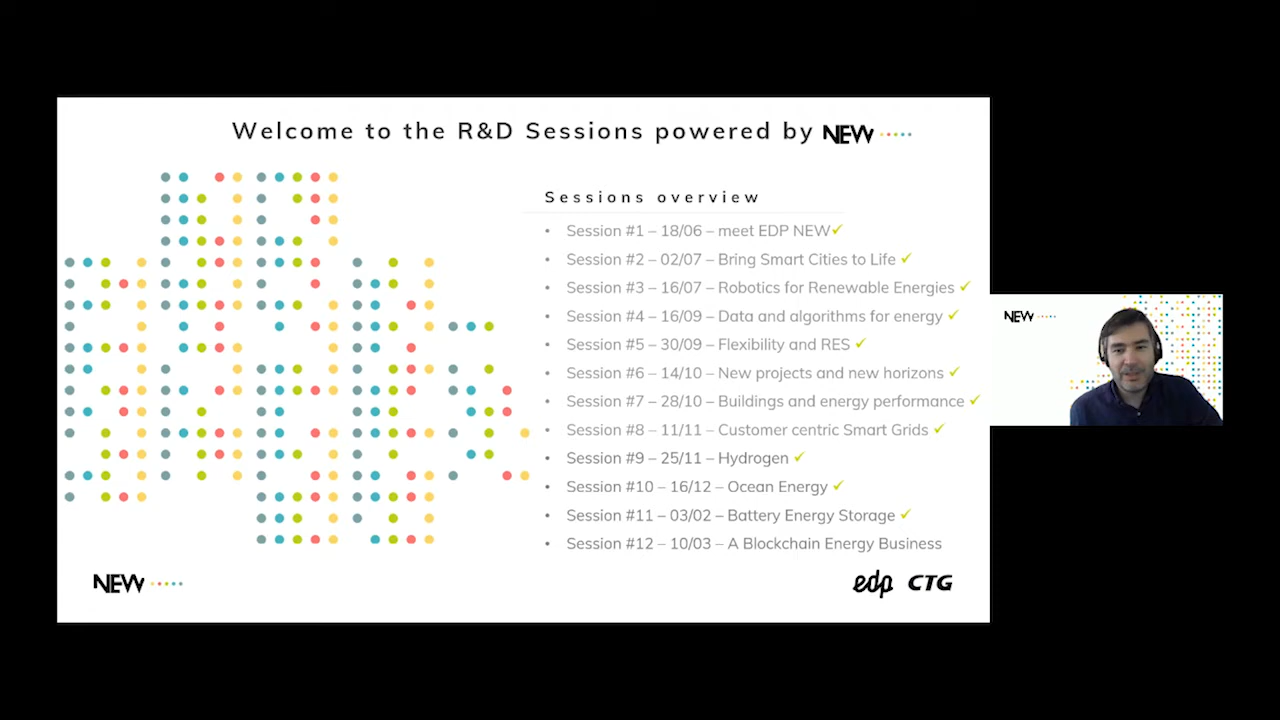 Welcome to the R&D Sessions powered by NEW
Sessions overview
• Session #1 – 18/06 – meet EDP NEW✓
• Session #2 – 02/07 – Bring Smart Cities to Life ✓
• Session #3 – 16/07 – Robotics for Renewable Energies ✓
• Session #4 – 16/09 – Data and algorithms for energy ✓
• Session #5 – 30/09 – Flexibility and RES ✓
• Session #6 – 14/10 – New projects and new horizons ✓
• Session #7 – 28/10 – Buildings and energy performance ✓
• Session #8 – 11/11 – Customer centric Smart Grids ✓
• Session #9 – 25/11 – Hydrogen ✓
• Session #10 – 16/12 – Ocean Energy ✓
• Session #11 – 03/02 – Battery Energy Storage ✓
• Session #12 – 10/03 – A Blockchain Energy Business
NEW
edp CTG
NEW